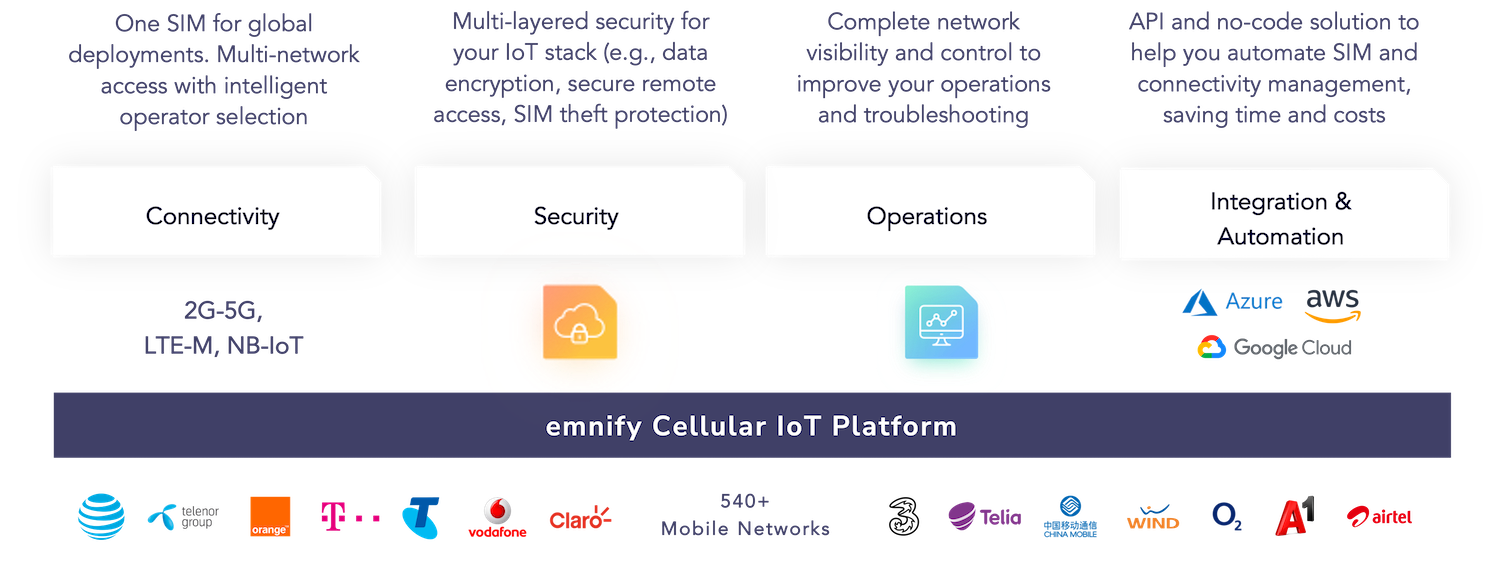 One SIM for global
deployments. Multi-network
access with intelligent
operator selection
Multi-layered security for
your IoT stack (e.g., data
encryption, secure remote
access, SIM theft protection)
Complete network
visibility and control to
improve your operations
and troubleshooting
API and no-code solution to
help you automate SIM and
connectivity management,
saving time and costs
Connectivity
Security
Operations
Integration &
Automation
2G-5G,
LTE-M, NB-IoT
Azure
aws
Google Cloud
emnify Cellular IoT Platform
telenor
group
orange™
T
T
vodafone
Claro
540+
Mobile Networks
3
Telia
中国移动通信
CHINA MOBILE
WIND
O2
A1
airtel